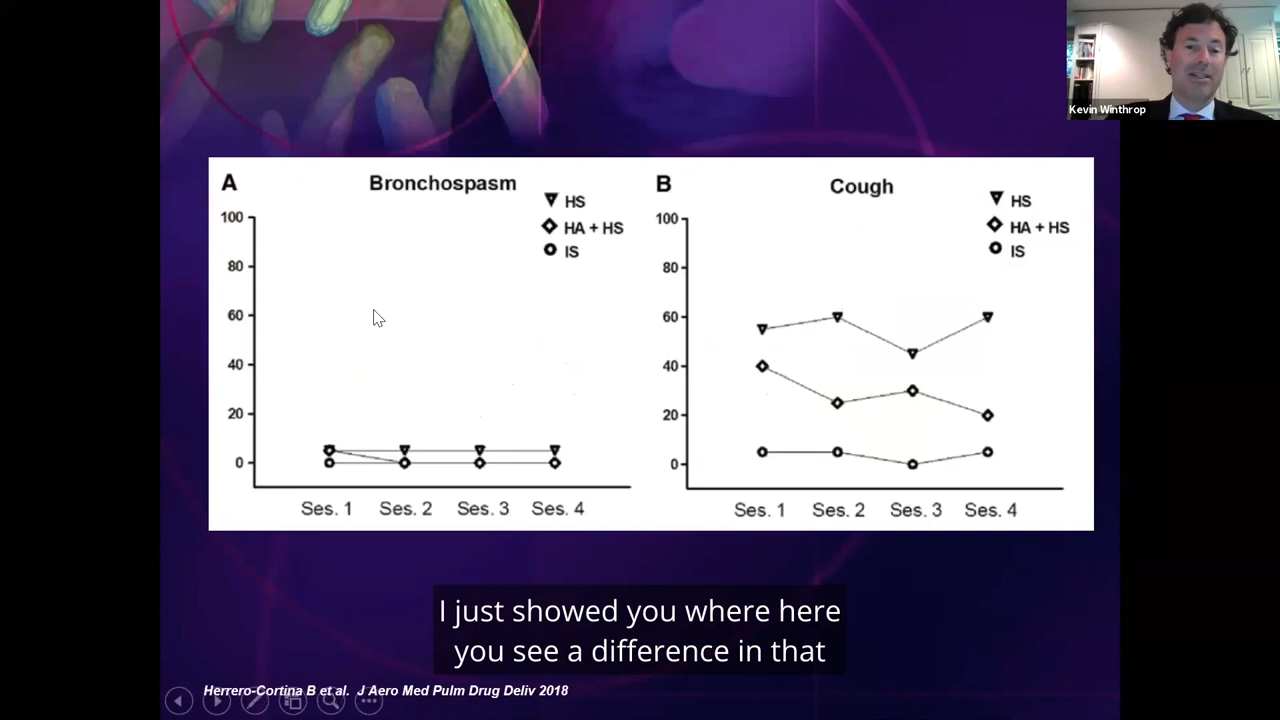 Kevin Winthrop
A
Bronchospasm
HS
HA + HS
IS
100
80
60
40
20
0
Ses. 1 Ses. 2 Ses. 3 Ses. 4
B
Cough
HS
HA + HS
IS
100
80
60
40
20
0
Ses. 1 Ses. 2 Ses. 3 Ses. 4
I just showed you where here
you see a difference in that
Herrero-Cortina B et al. J Aero Med Pulm Drug Deliv 2018